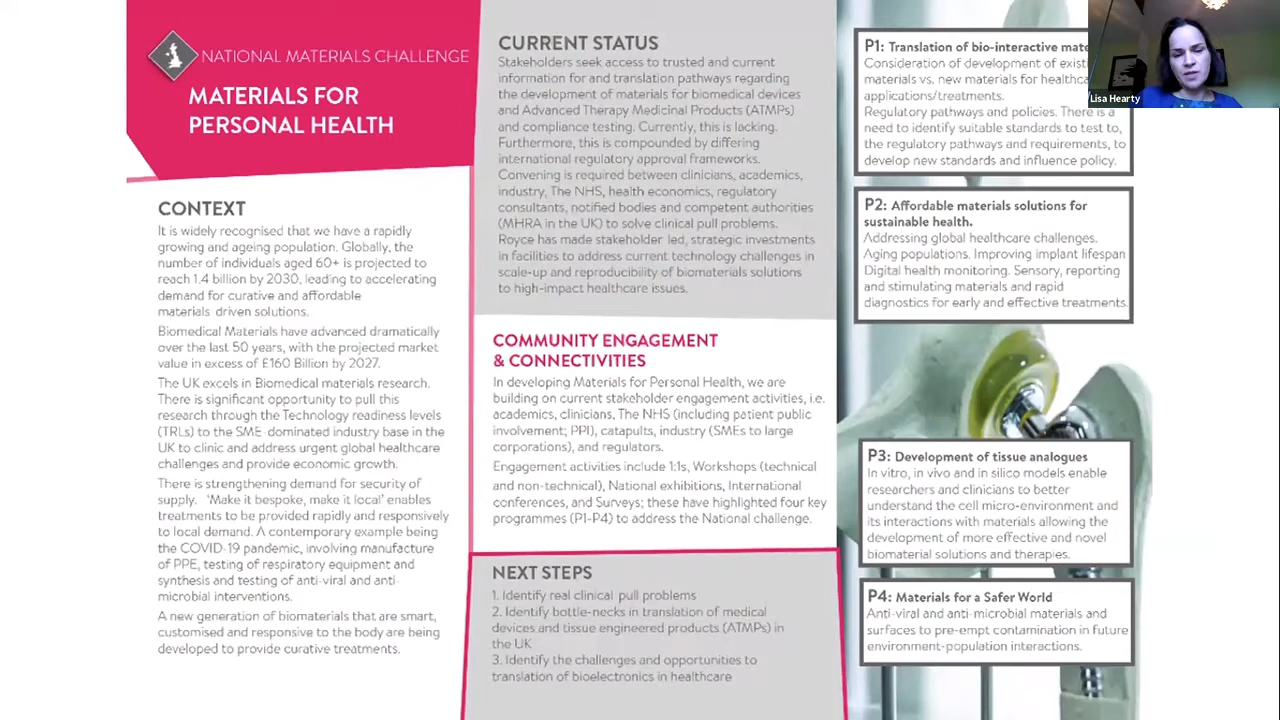 NATIONAL MATERIALS CHALLENGE
MATERIALS FOR
PERSONAL HEALTH
CONTEXT
It is widely recognised that we have a rapidly
growing and ageing population. Globally, the
number of individuals aged 60+ is projected to
reach 1.4 billion by 2030, leading to accelerating
demand for curative and affordable
materials driven solutions.
Biomedical Materials have advanced dramatically
over the last 50 years, with the projected market
value in excess of £160 Billion by 2027.
The UK excels in Biomedical materials research.
There is significant opportunity to pull this
research through the Technology readiness levels
(TRLs) to the SME-dominated industry base in the
UK to clinic and address urgent global healthcare
challenges and provide economic growth.
There is strengthening demand for security of
supply. 'Make it bespoke, make it local' enables
treatments to be provided rapidly and responsively
to local demand. A contemporary example being
the COVID-19 pandemic, involving manufacture
of PPE, testing of respiratory equipment and
synthesis and testing of anti-viral and anti-
microbial interventions.
A new generation of biomaterials that are smart,
customised and responsive to the body are being
developed to provide curative treatments.
CURRENT STATUS
Stakeholders seek access to trusted and current
information for and translation pathways regarding
the development of materials for biomedical devices
and Advanced Therapy Medicinal Products (ATMPs)
and compliance testing. Currently, this is lacking.
Furthermore, this is compounded by differing
international regulatory approval frameworks.
Convening is required between clinicians, academics,
industry, The NHS, health economics, regulatory
consultants, notified bodies and competent authorities
(MHRA in the UK) to solve clinical pull problems.
Royce has made stakeholder led, strategic investments
in facilities to address current technology challenges in
scale-up and reproducibility of biomaterials solutions
to high-impact healthcare issues.
COMMUNITY ENGAGEMENT
& CONNECTIVITIES
In developing Materials for Personal Health, we are
building on current stakeholder engagement activities, i.e.
academics, clinicians, The NHS (including patient public
involvement; PPI), catapults, industry (SMEs to large
corporations), and regulators.
Engagement activities include 1:1s, Workshops (technical
and non-technical), National exhibitions, International
conferences, and Surveys; these have highlighted four key
programmes (P1-P4) to address the National challenge.
NEXT STEPS
1. Identify real clinical pull problems
2. Identify bottle-necks in translation of medical
devices and tissue engineered products (ATMPs) in
the UK
3. Identify the challenges and opportunities to
translation of bioelectronics in healthcare
P1: Translation of bio-interactive mate
Consideration of development of existi
materials vs. new materials for healthca
applications/treatments.
Regulatory pathways and policies. There is a
need to identify suitable standards to test to,
the regulatory pathways and requirements, to
develop new standards and influence policy.
P2: Affordable materials solutions for
sustainable health.
Addressing global healthcare challenges.
Aging populations. Improving implant lifespan
Digital health monitoring. Sensory, reporting
and stimulating materials and rapid
diagnostics for early and effective treatments.
P3: Development of tissue analogues
In vitro, in vivo and in silico models enable
researchers and clinicians to better
understand the cell micro-environment and
its interactions with materials allowing the
development of more effective and novel
biomaterial solutions and therapies.
P4: Materials for a Safer World
Anti-viral and anti-microbial materials and
surfaces to pre-empt contamination in future
environment-population interactions.
Lisa Hearty